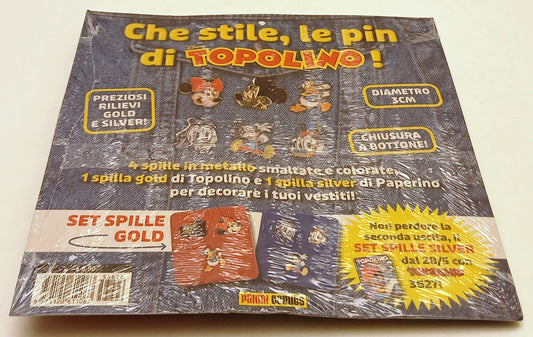 Che stile, le pin
di Disney TOPOLINO!
PREZIOSI
RILIEVI
GOLD
E SILVER!
DIAMETRO
3CM
CHIUSURA
A BOTTONE!
4 spille in metallo smaltate e colorate,
1 spilla gold di Topolino e 1 spilla silver di Paperino
per decorare i tuoi vestiti!
SET SPILLE
GOLD
Non perdere la
seconda uscita, il
SET SPILLE SILVER
dal 28/5 con
TOPOLINO
3627!
TOPOLINO
PANINI COMICS